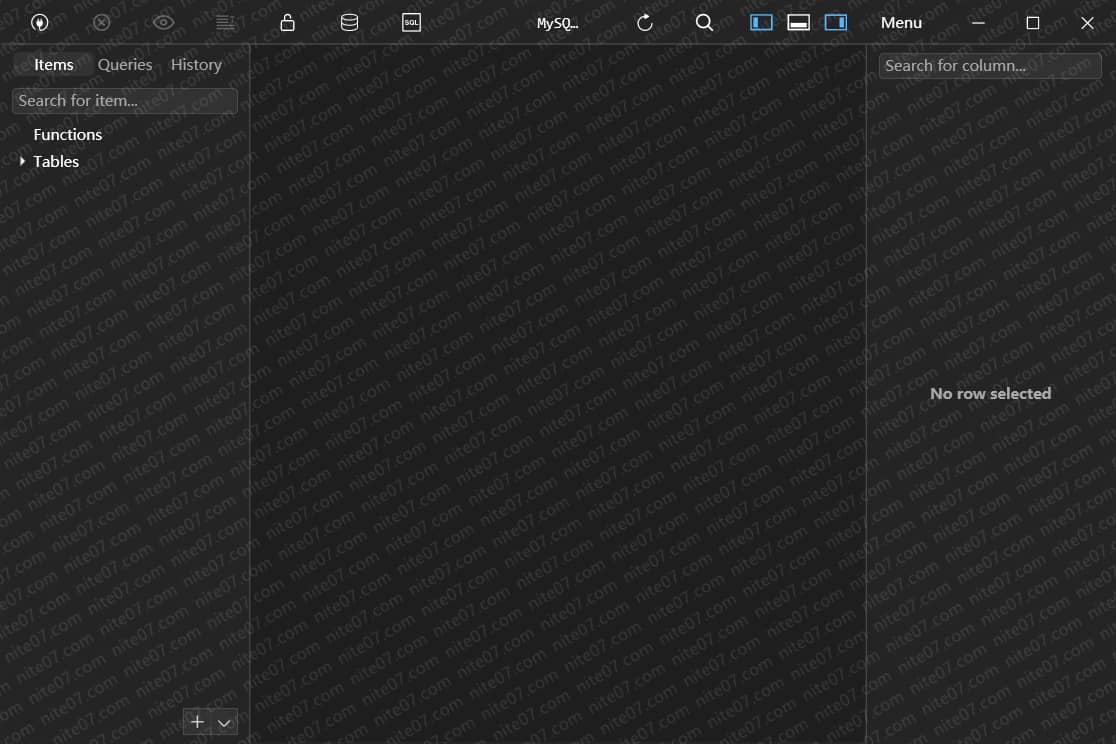 SQL
MySQ...
Menu
Items Queries History
Search for item...
Functions
Tables
Search for column...
No row selected
nite07.com